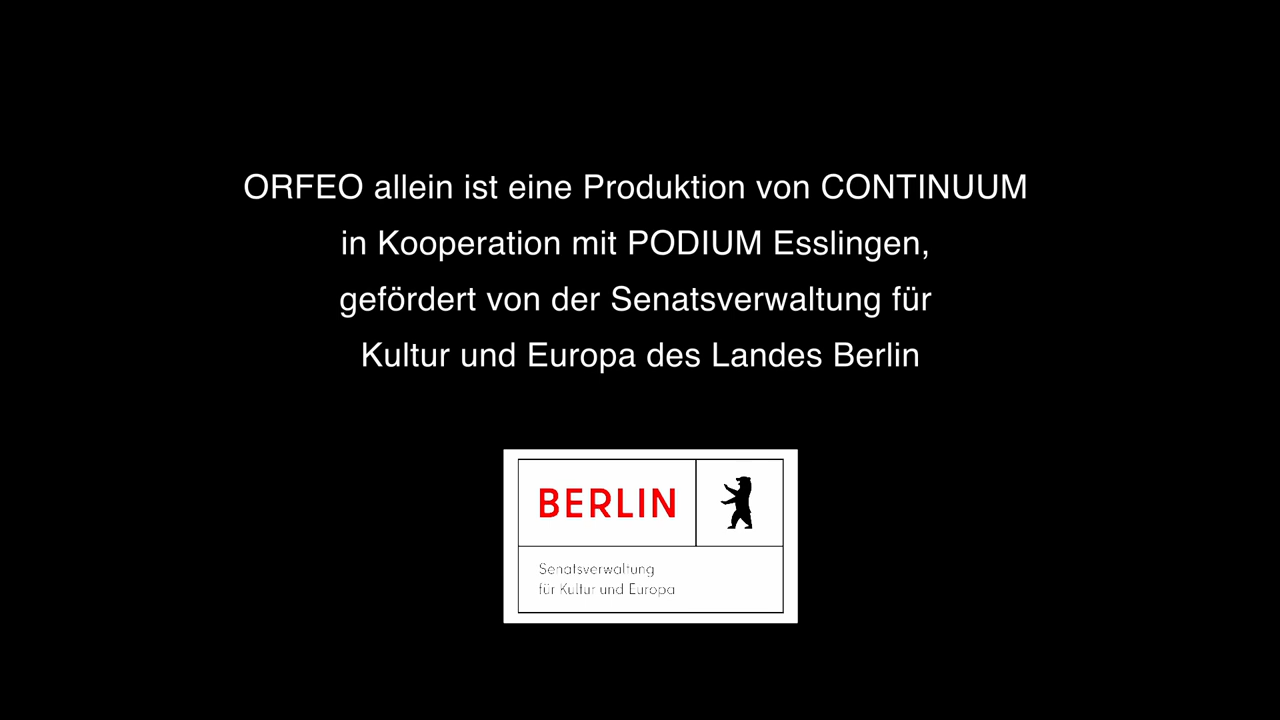 ORFEO allein ist eine Produktion von CONTINUUM
in Kooperation mit PODIUM Esslingen,
gefördert von der Senatsverwaltung für
Kultur und Europa des Landes Berlin
BERLIN
Senatsverwaltung
für Kultur und Europa